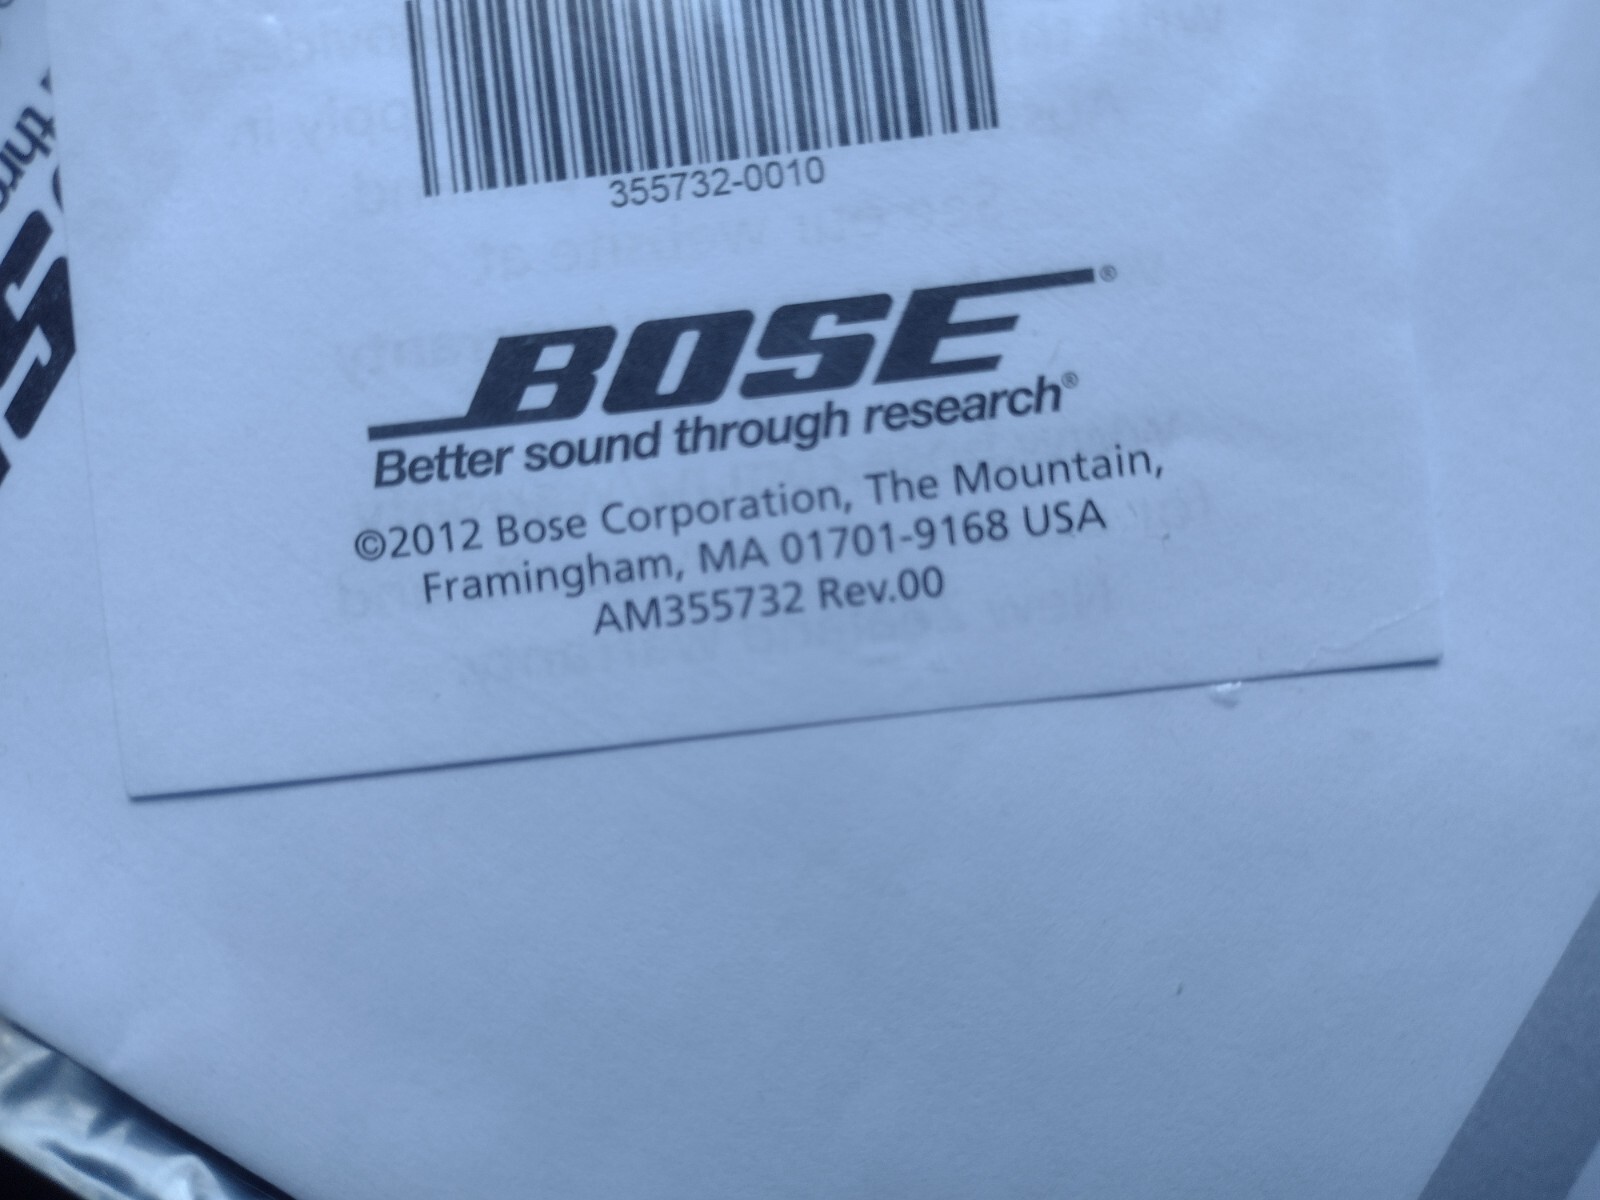 355732-0010
BOSE®
Better sound through research®
©2012 Bose Corporation, The Mountain,
Framingham, MA 01701-9168 USA
AM355732 Rev.00